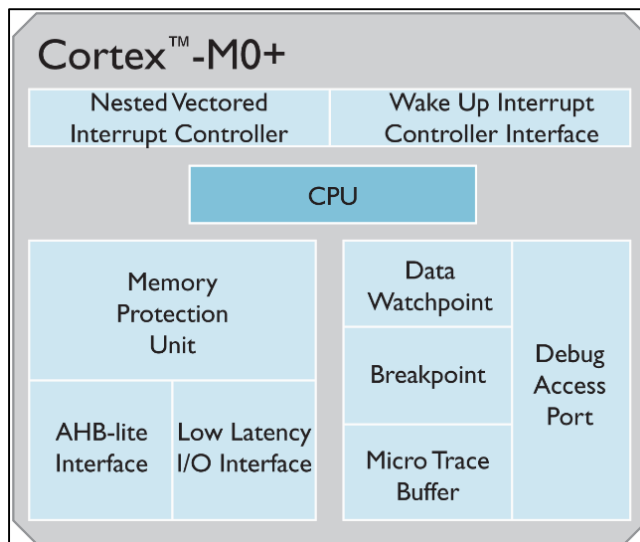 Cortex™-M0+
Nested Vectored
Interrupt Controller
Wake Up Interrupt
Controller Interface
CPU
Memory
Protection
Unit
AHB-lite
Interface
Low Latency
I/O Interface
Data
Watchpoint
Breakpoint
Micro Trace
Buffer
Debug
Access
Port